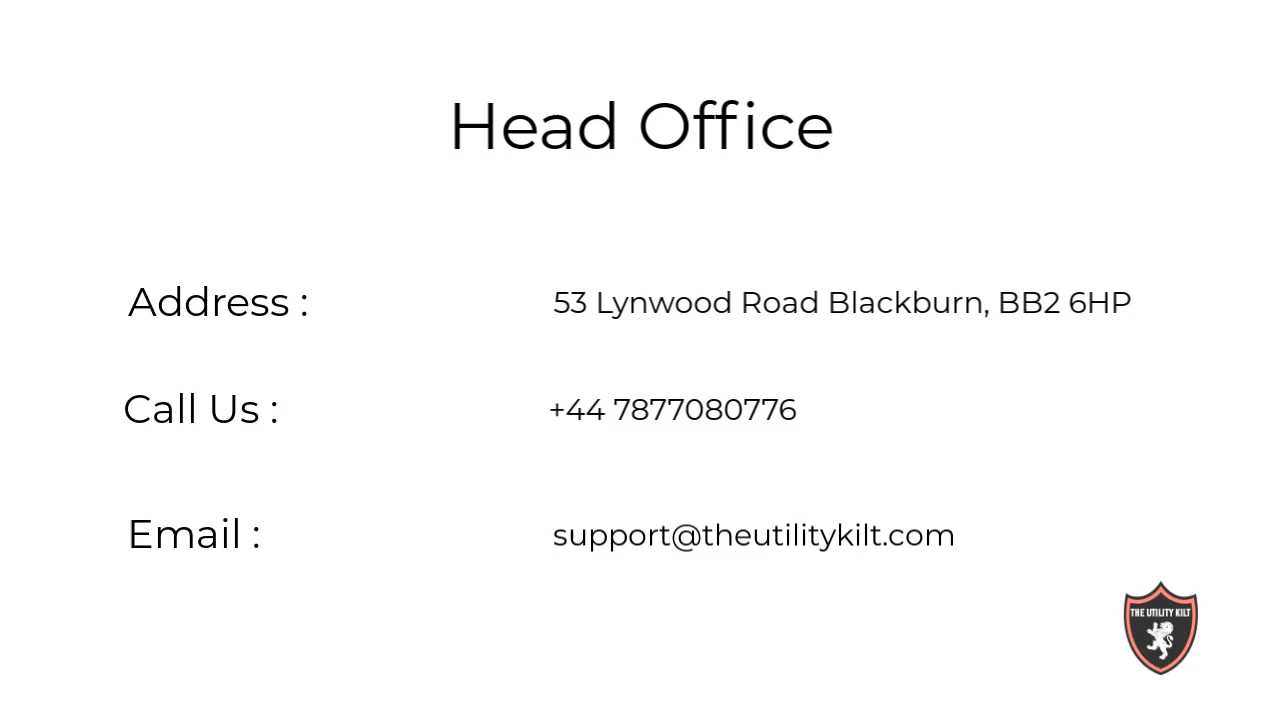 Head Office
Address : 53 Lynwood Road Blackburn, BB2 6HP
Call Us : +44 7877080776
Email : support@theutilitykilt.com
THE UTILITY KILT